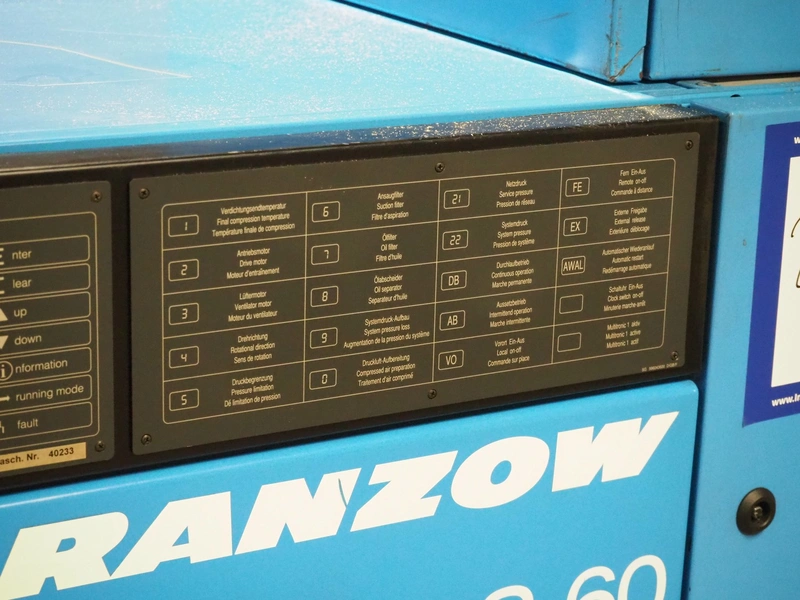 nter
lear
up
down
nformation
running mode
fault
asch. Nr. 40233
1
Verdichtungsendtemperatur
Final compression temperature
Température finale de compression
2
Antriebsmotor
Drive motor
Moteur d'entraînement
3
Lüftermotor
Ventilator motor
Moteur du ventilateur
4
Drehrichtung
Rotational direction
Sens de rotation
5
Druckbegrenzung
Pressure limitation
Dé limitation de pression
6
Ansaugfilter
Suction filter
Filtre d'aspiration
7
Ölfilter
Oil filter
Filtre d'huile
8
Ölabscheider
Oil separator
Separateur d'huile
9
Systemdruck-Aufbau
System pressure loss
Augmentation de la pression du système
0
Druckluft-Aufbereitung
Compressed air preparation
Traitement d'air comprimé
21
Netzdruck
Service pressure
Pression de réseau
22
Systemdruck
System pressure
Pression de système
DB
Durchlaufbetrieb
Continuous operation
Marche permanente
AB
Aussetzbetrieb
Intermittend operation
Marche intermittente
VO
Vorort Ein-Aus
Local on-off
Commande sur place
FE
Fern Ein-Aus
Remote on-off
Commande à distance
EX
Externe Freigabe
External release
Exteriure déblocage
AWAL
Automatischer Wiederanlauf
Automatic restart
Redémarrage automatique
Schaltuhr Ein-Aus
Clock switch on-off
Minuterie marche-arrêt
Multitronic 1 aktiv
Multitronic 1 active
Multitronic 1 actif
RANZOW
60
www.Ir